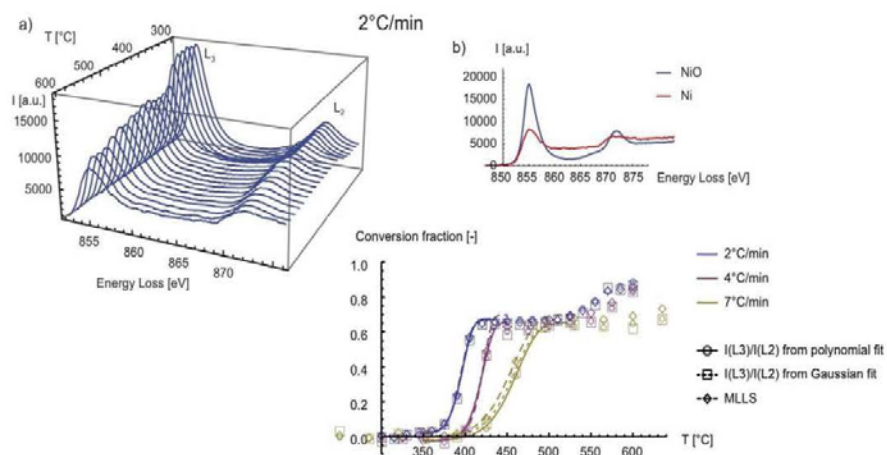 a)
2°C/min
T [°C]
300
400
500
600
L3
L2
I [a.u.]
15000
10000
5000
855
860
865
870
Energy Loss [eV]
b)
I [a.u.]
20000
15000
10000
5000
0
850 855 860 865 870 875
Energy Loss [eV]
NiO
Ni
Conversion fraction [-]
1.0
0.8
0.6
0.4
0.2
0.0
350 400 450 500 550 600
T [°C]
2°C/min
4°C/min
7°C/min
I(L3)/I(L2) from polynomial fit
I(L3)/I(L2) from Gaussian fit
MLLS